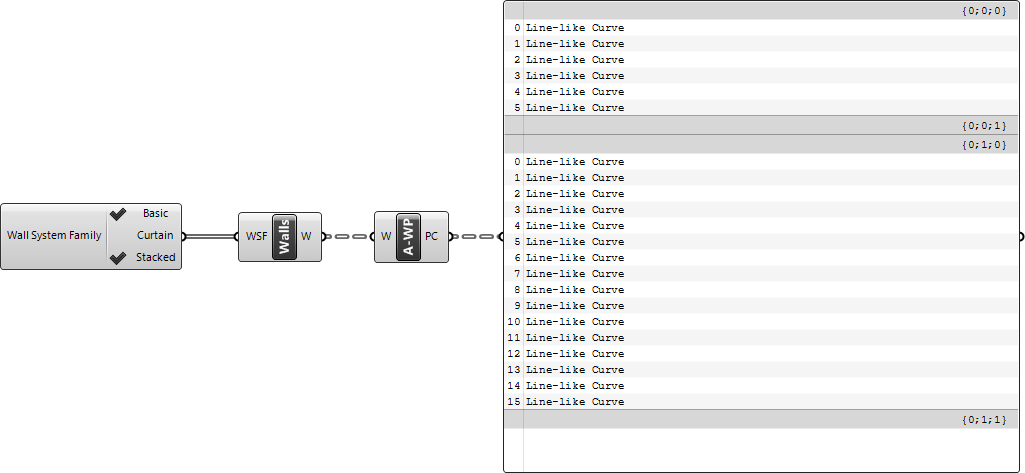 {0;0;0}
0 Line-like Curve
1 Line-like Curve
2 Line-like Curve
3 Line-like Curve
4 Line-like Curve
5 Line-like Curve
{0;0;1}
{0;1;0}
0 Line-like Curve
1 Line-like Curve
2 Line-like Curve
3 Line-like Curve
4 Line-like Curve
5 Line-like Curve
6 Line-like Curve
7 Line-like Curve
8 Line-like Curve
9 Line-like Curve
10 Line-like Curve
11 Line-like Curve
12 Line-like Curve
13 Line-like Curve
14 Line-like Curve
15 Line-like Curve
{0;1;1}
Wall System Family
Basic
Curtain
Stacked
WSF Walls W
W A-WP PC